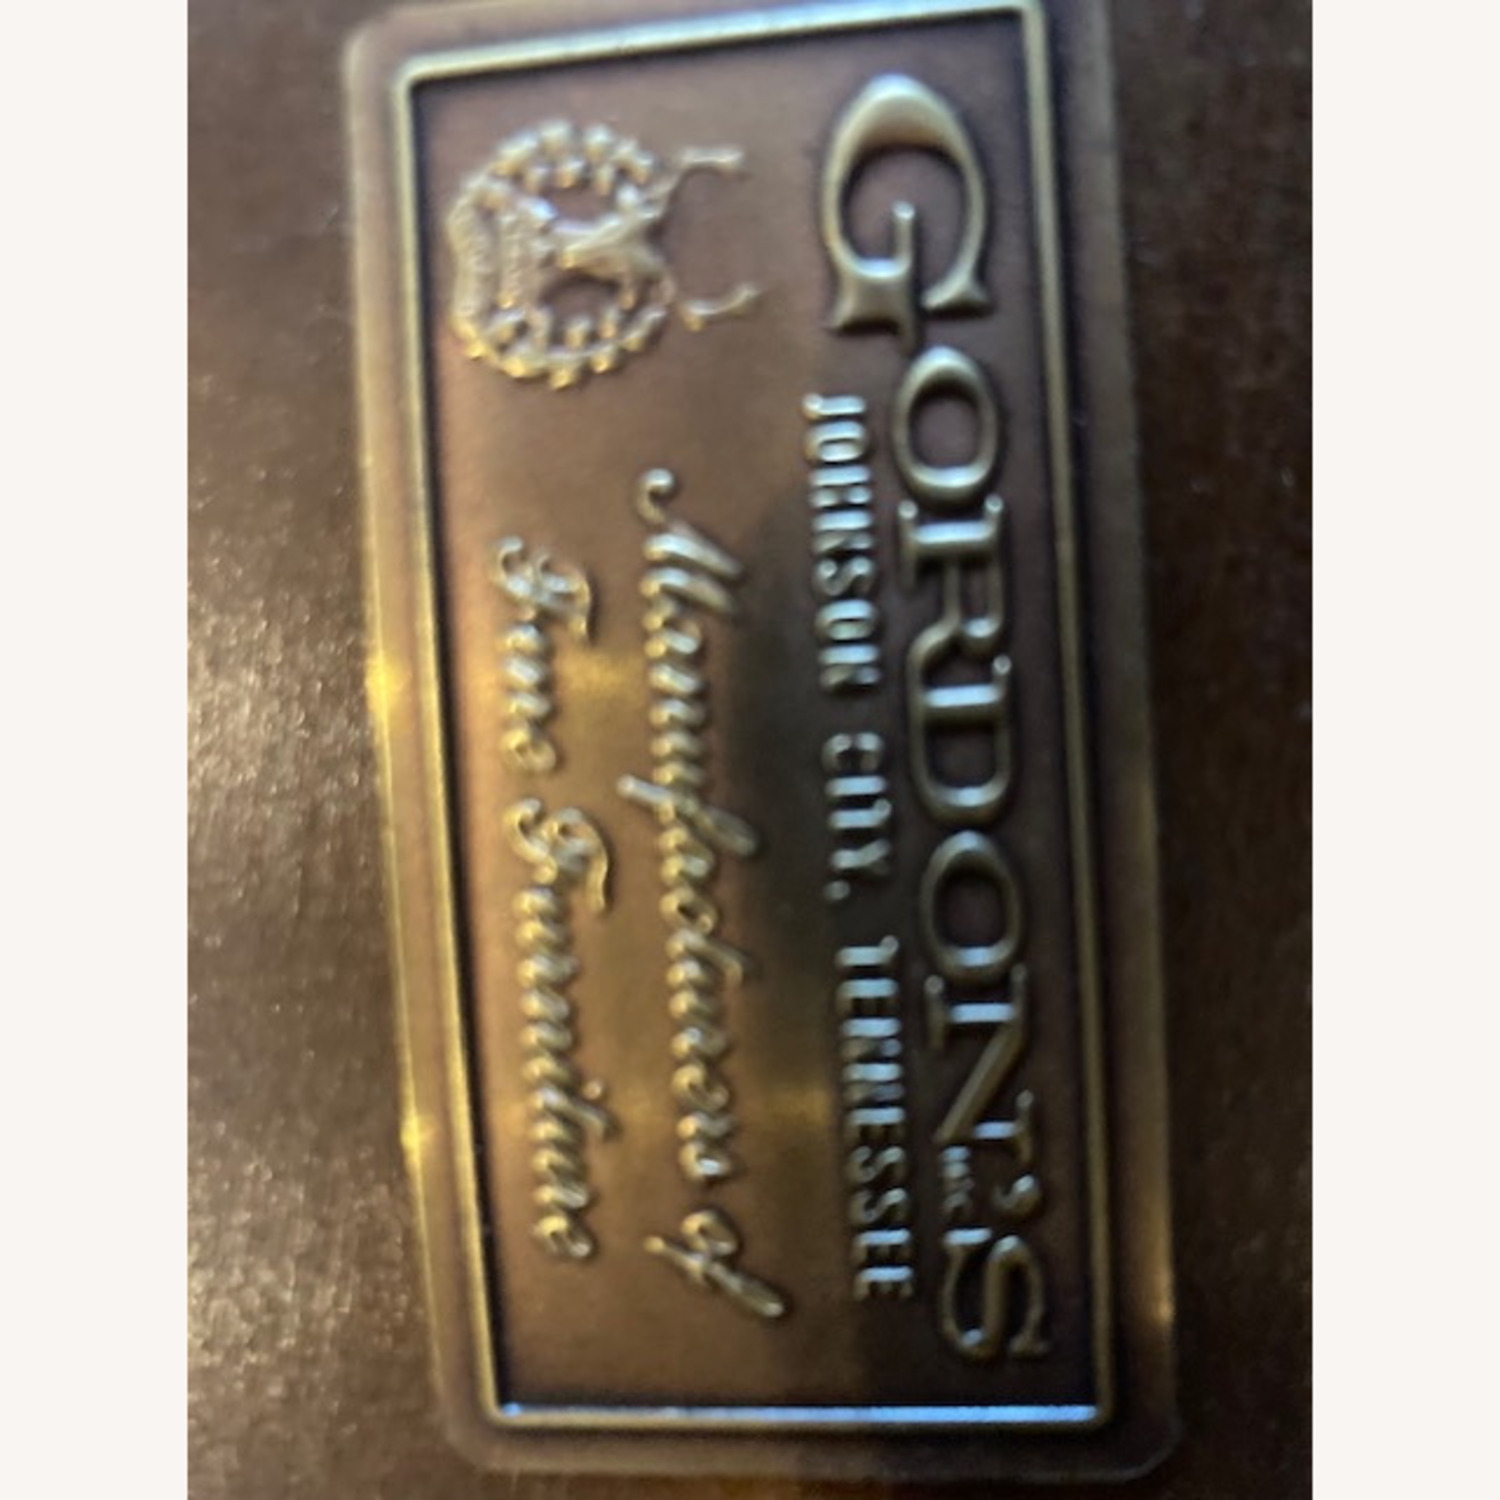 GORDON'S INC.
JOHNSON CITY, TENNESSEE
Manufacturers of
Fine Furniture